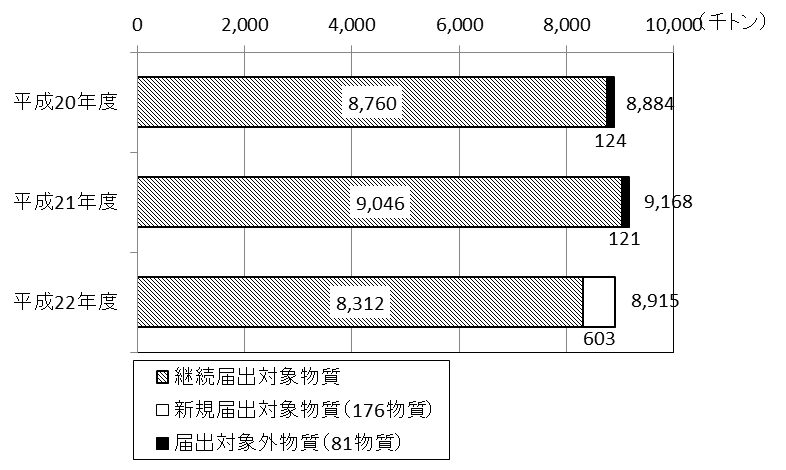 0 2,000 4,000 6,000 8,000 10,000 (千トン)
平成20年度 8,760 8,884
124
平成21年度 9,046 9,168
121
平成22年度 8,312 8,915
603
継続届出対象物質
新規届出対象物質(176物質)
届出対象外物質(81物質)